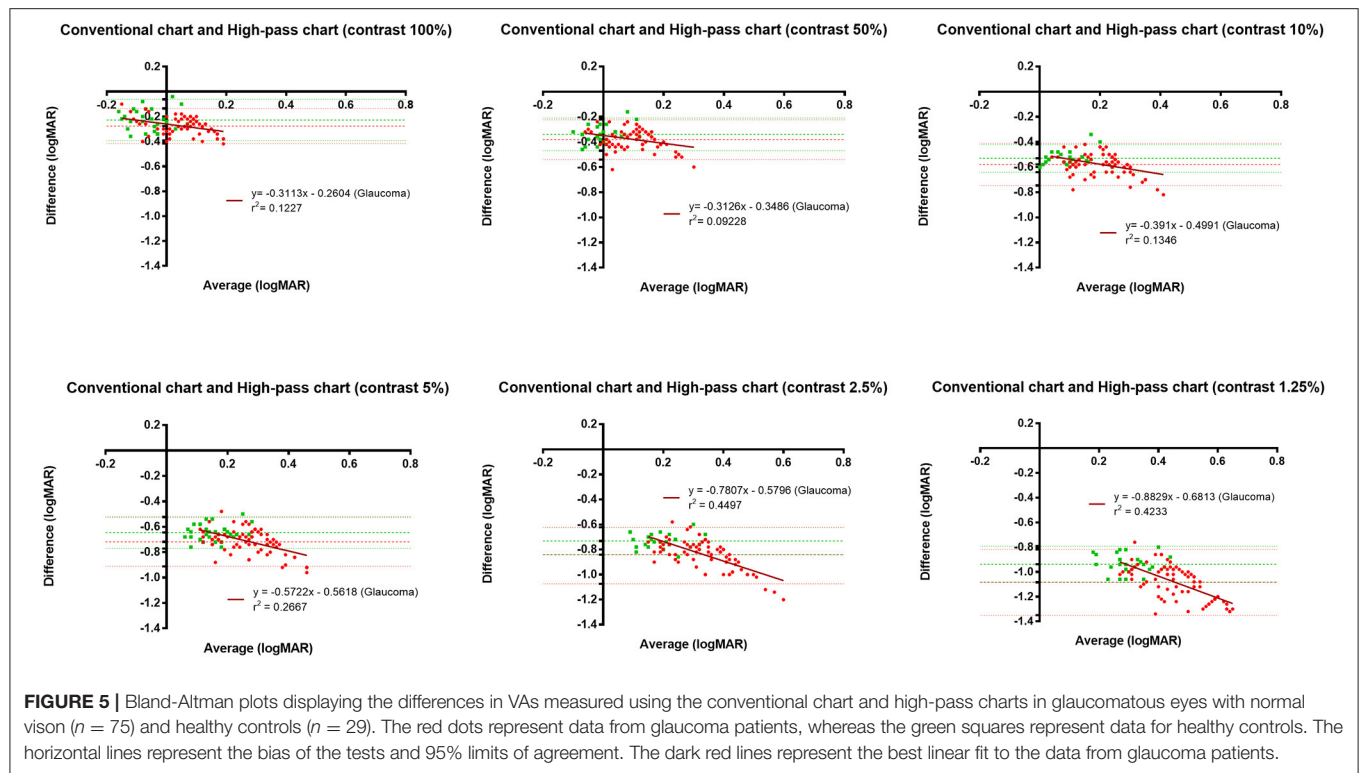 Conventional chart and High-pass chart (contrast 100%)
0.2
-0.2 0.0 0.2 0.4 0.6 0.8
-0.2
-0.4
-0.6
-0.8
-1.0
-1.2
-1.4
Difference (logMAR)
y= -0.3113x - 0.2604 (Glaucoma)
r2= 0.1227
Average (logMAR)
Conventional chart and High-pass chart (contrast 50%)
0.2
-0.2 0.0 0.2 0.4 0.6 0.8
-0.2
-0.4
-0.6
-0.8
-1.0
-1.2
-1.4
Difference (logMAR)
y= -0.3126x - 0.3486 (Glaucoma)
r2= 0.09228
Average (logMAR)
Conventional chart and High-pass chart (contrast 10%)
0.2
-0.2 0.0 0.2 0.4 0.6 0.8
-0.2
-0.4
-0.6
-0.8
-1.0
-1.2
-1.4
Difference (logMAR)
y= -0.391x - 0.4991 (Glaucoma)
r2= 0.1346
Average (logMAR)
Conventional chart and High-pass chart (contrast 5%)
0.2
-0.2 0.0 0.2 0.4 0.6 0.8
-0.2
-0.4
-0.6
-0.8
-1.0
-1.2
-1.4
Difference (logMAR)
y= -0.5722x - 0.5618 (Glaucoma)
r2= 0.2667
Average (logMAR)
Conventional chart and High-pass chart (contrast 2.5%)
0.2
-0.2 0.0 0.2 0.4 0.6 0.8
-0.2
-0.4
-0.6
-0.8
-1.0
-1.2
-1.4
Difference (logMAR)
y = -0.7807x - 0.5796 (Glaucoma)
r2 = 0.4497
Average (logMAR)
Conventional chart and High-pass chart (contrast 1.25%)
0.2
-0.2 0.0 0.2 0.4 0.6 0.8
-0.2
-0.4
-0.6
-0.8
-1.0
-1.2
-1.4
Difference (logMAR)
y = -0.8829x - 0.6813 (Glaucoma)
r2 = 0.4233
Average (logMAR)
FIGURE 5 | Bland-Altman plots displaying the differences in VAs measured using the conventional chart and high-pass charts in glaucomatous eyes with normal
vison (n = 75) and healthy controls (n = 29). The red dots represent data from glaucoma patients, whereas the green squares represent data for healthy controls. The
horizontal lines represent the bias of the tests and 95% limits of agreement. The dark red lines represent the best linear fit to the data from glaucoma patients.